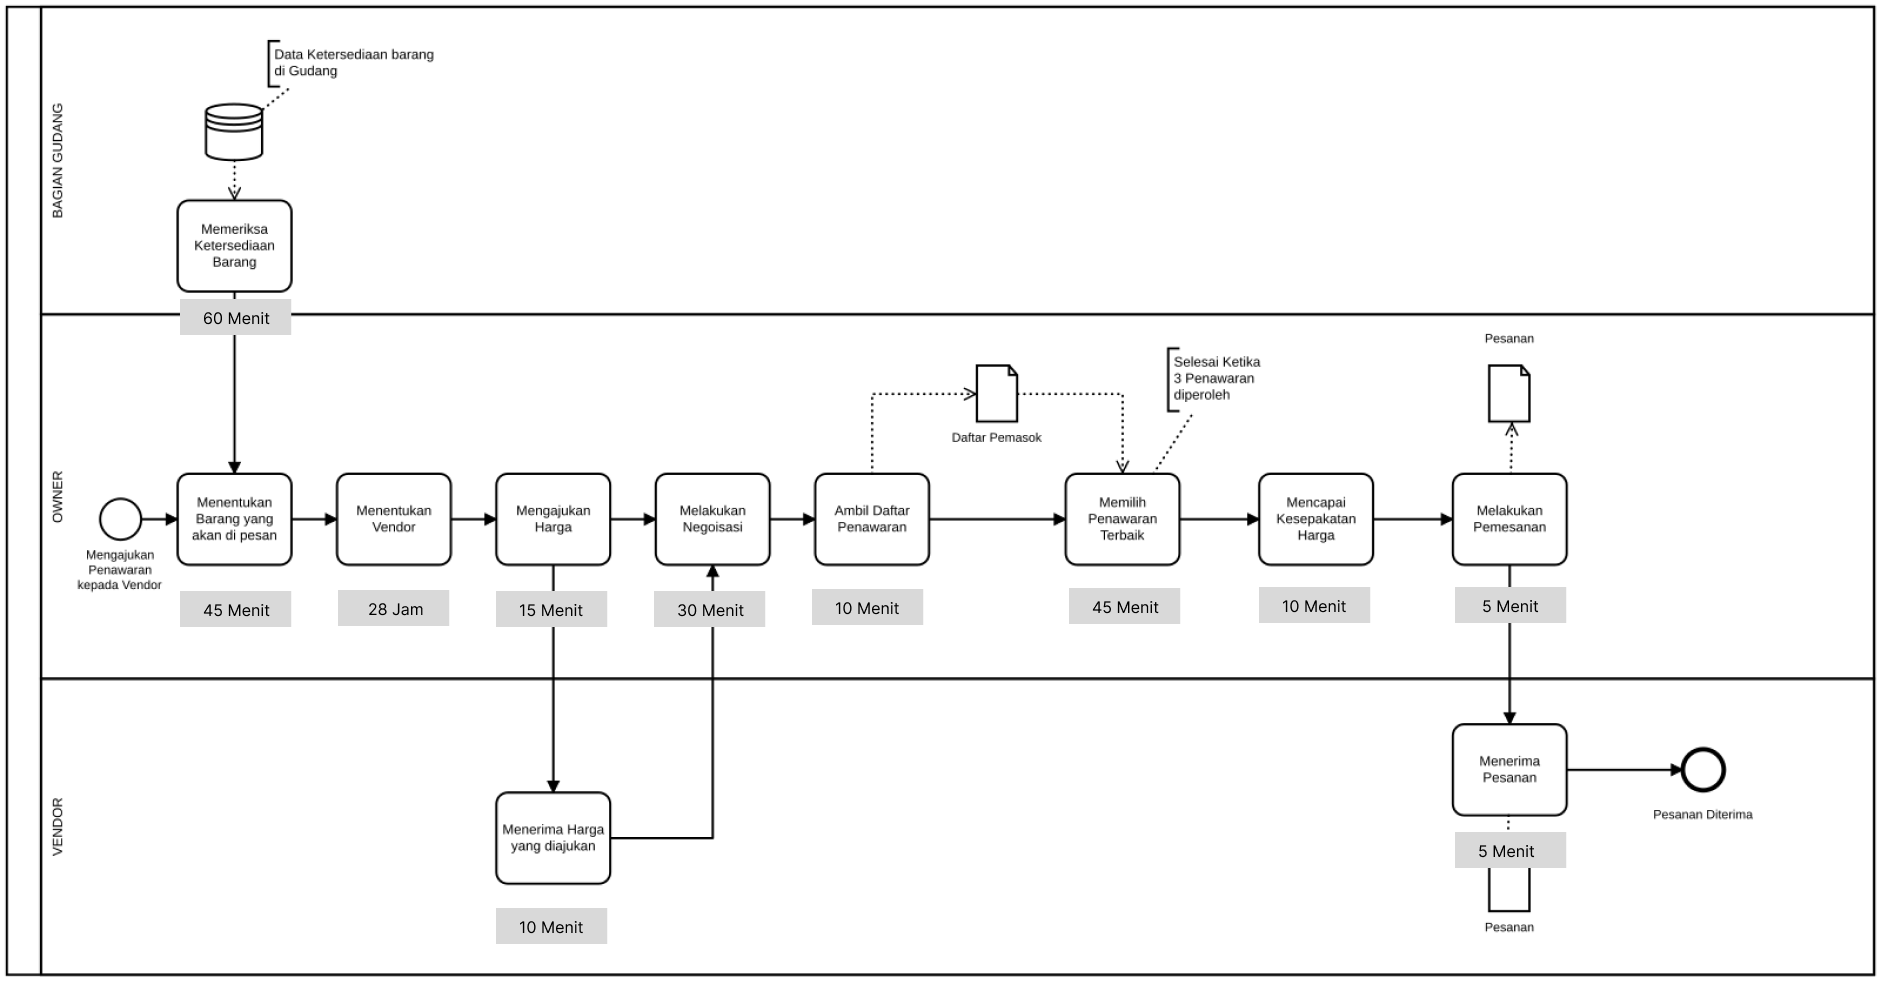 BAGIAN GUDANG
Data Ketersediaan barang
di Gudang
Memeriksa
Ketersediaan
Barang
60 Menit
OWNER
Mengajukan
Penawaran
kepada Vendor
Menentukan
Barang yang
akan di pesan
45 Menit
Menentukan
Vendor
28 Jam
Mengajukan
Harga
15 Menit
Melakukan
Negoisasi
30 Menit
Ambil Daftar
Penawaran
10 Menit
Daftar Pemasok
Selesai Ketika
3 Penawaran
diperoleh
Memilih
Penawaran
Terbaik
45 Menit
Mencapai
Kesepakatan
Harga
10 Menit
Pesanan
Melakukan
Pemesanan
5 Menit
VENDOR
Menerima Harga
yang diajukan
10 Menit
Menerima
Pesanan
5 Menit
Pesanan
Pesanan Diterima